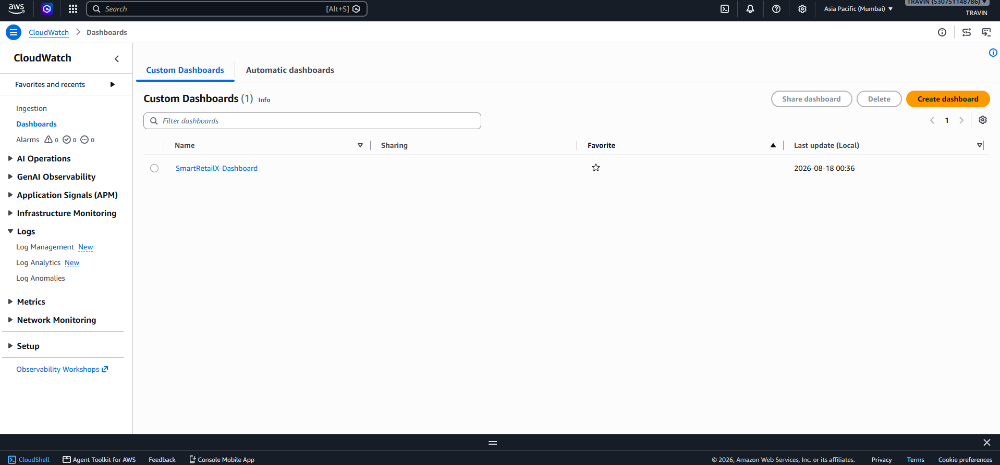 aws
Search [Alt+S]
Asia Pacific (Mumbai)
TRAVIN (530751148786)
TRAVIN
CloudWatch
Dashboards
CloudWatch
Favorites and recents
Ingestion
Dashboards
Alarms 0 0 0
AI Operations
GenAI Observability
Application Signals (APM)
Infrastructure Monitoring
Logs
Log Management New
Log Analytics New
Log Anomalies
Metrics
Network Monitoring
Setup
Observability Workshops
Custom Dashboards
Automatic dashboards
Custom Dashboards (1) Info
Share dashboard
Delete
Create dashboard
Filter dashboards
1
Name
Sharing
Favorite
Last update (Local)
SmartRetailX-Dashboard
2026-08-18 00:36
CloudShell
Agent Toolkit for AWS
Feedback
Console Mobile App
© 2026, Amazon Web Services, Inc. or its affiliates.
Privacy
Terms
Cookie preferences